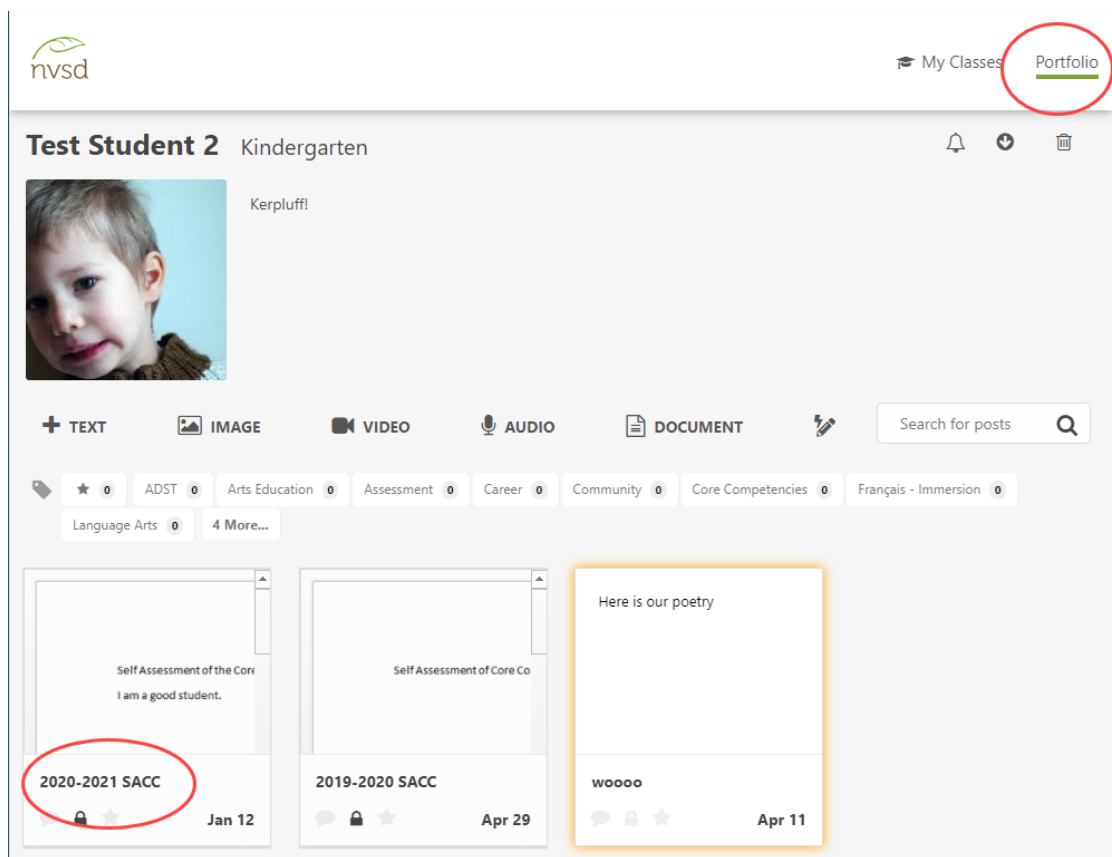 nvsd
My Classes Portfolio
Test Student 2 Kindergarten
Kerpluff!
TEXT IMAGE VIDEO AUDIO DOCUMENT Search for posts
0 ADST 0 Arts Education 0 Assessment 0 Career 0 Community 0 Core Competencies 0 Français - Immersion 0
Language Arts 0 4 More...
Self Assessment of the Core
I am a good student.
2020-2021 SACC
Jan 12
Self Assessment of Core Co
2019-2020 SACC
Apr 29
Here is our poetry
woooo
Apr 11